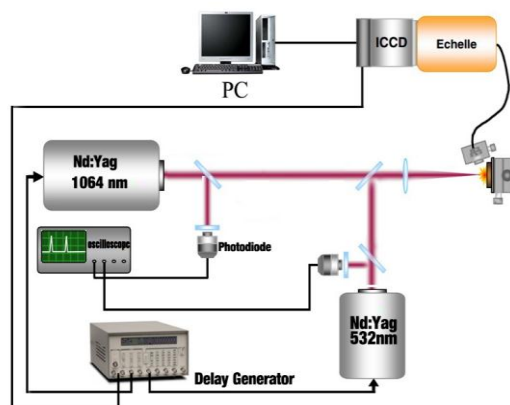 ICCD
Echelle
PC
Nd:Yag
1064 nm
oscilloscope
Photodiode
Nd:Yag
532nm
Delay Generator